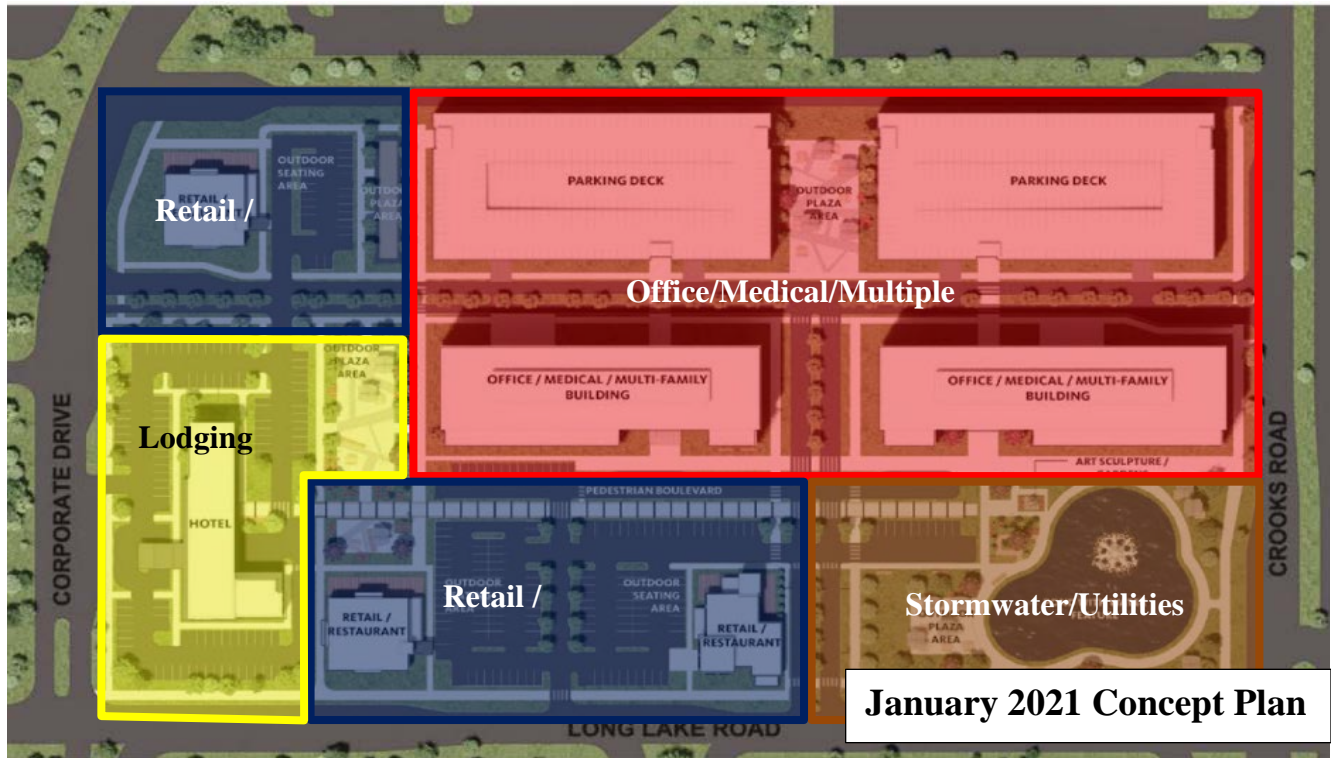 OUTDOOR
SEATING
AREA
RETAIL /
Retail /
OUTDOOR
PLAZA
AREA
PARKING DECK
OUTDOOR
PLAZA
AREA
PARKING DECK
Office/Medical/Multiple
OUTDOOR
PLAZA
AREA
OFFICE / MEDICAL / MULTI-FAMILY
BUILDING
OFFICE / MEDICAL / MULTI-FAMILY
BUILDING
Lodging
HOTEL
CORPORATE DRIVE
CROOKS ROAD
ART SCULPTURE /
PEDESTRIAN BOULEVARD
OUTDOOR
AREA
Retail /
RETAIL /
RESTAURANT
OUTDOOR
SEATING
AREA
RETAIL /
RESTAURANT
Stormwater/Utilities
FEATURE
PLAZA
AREA
January 2021 Concept Plan
LONG LAKE ROAD